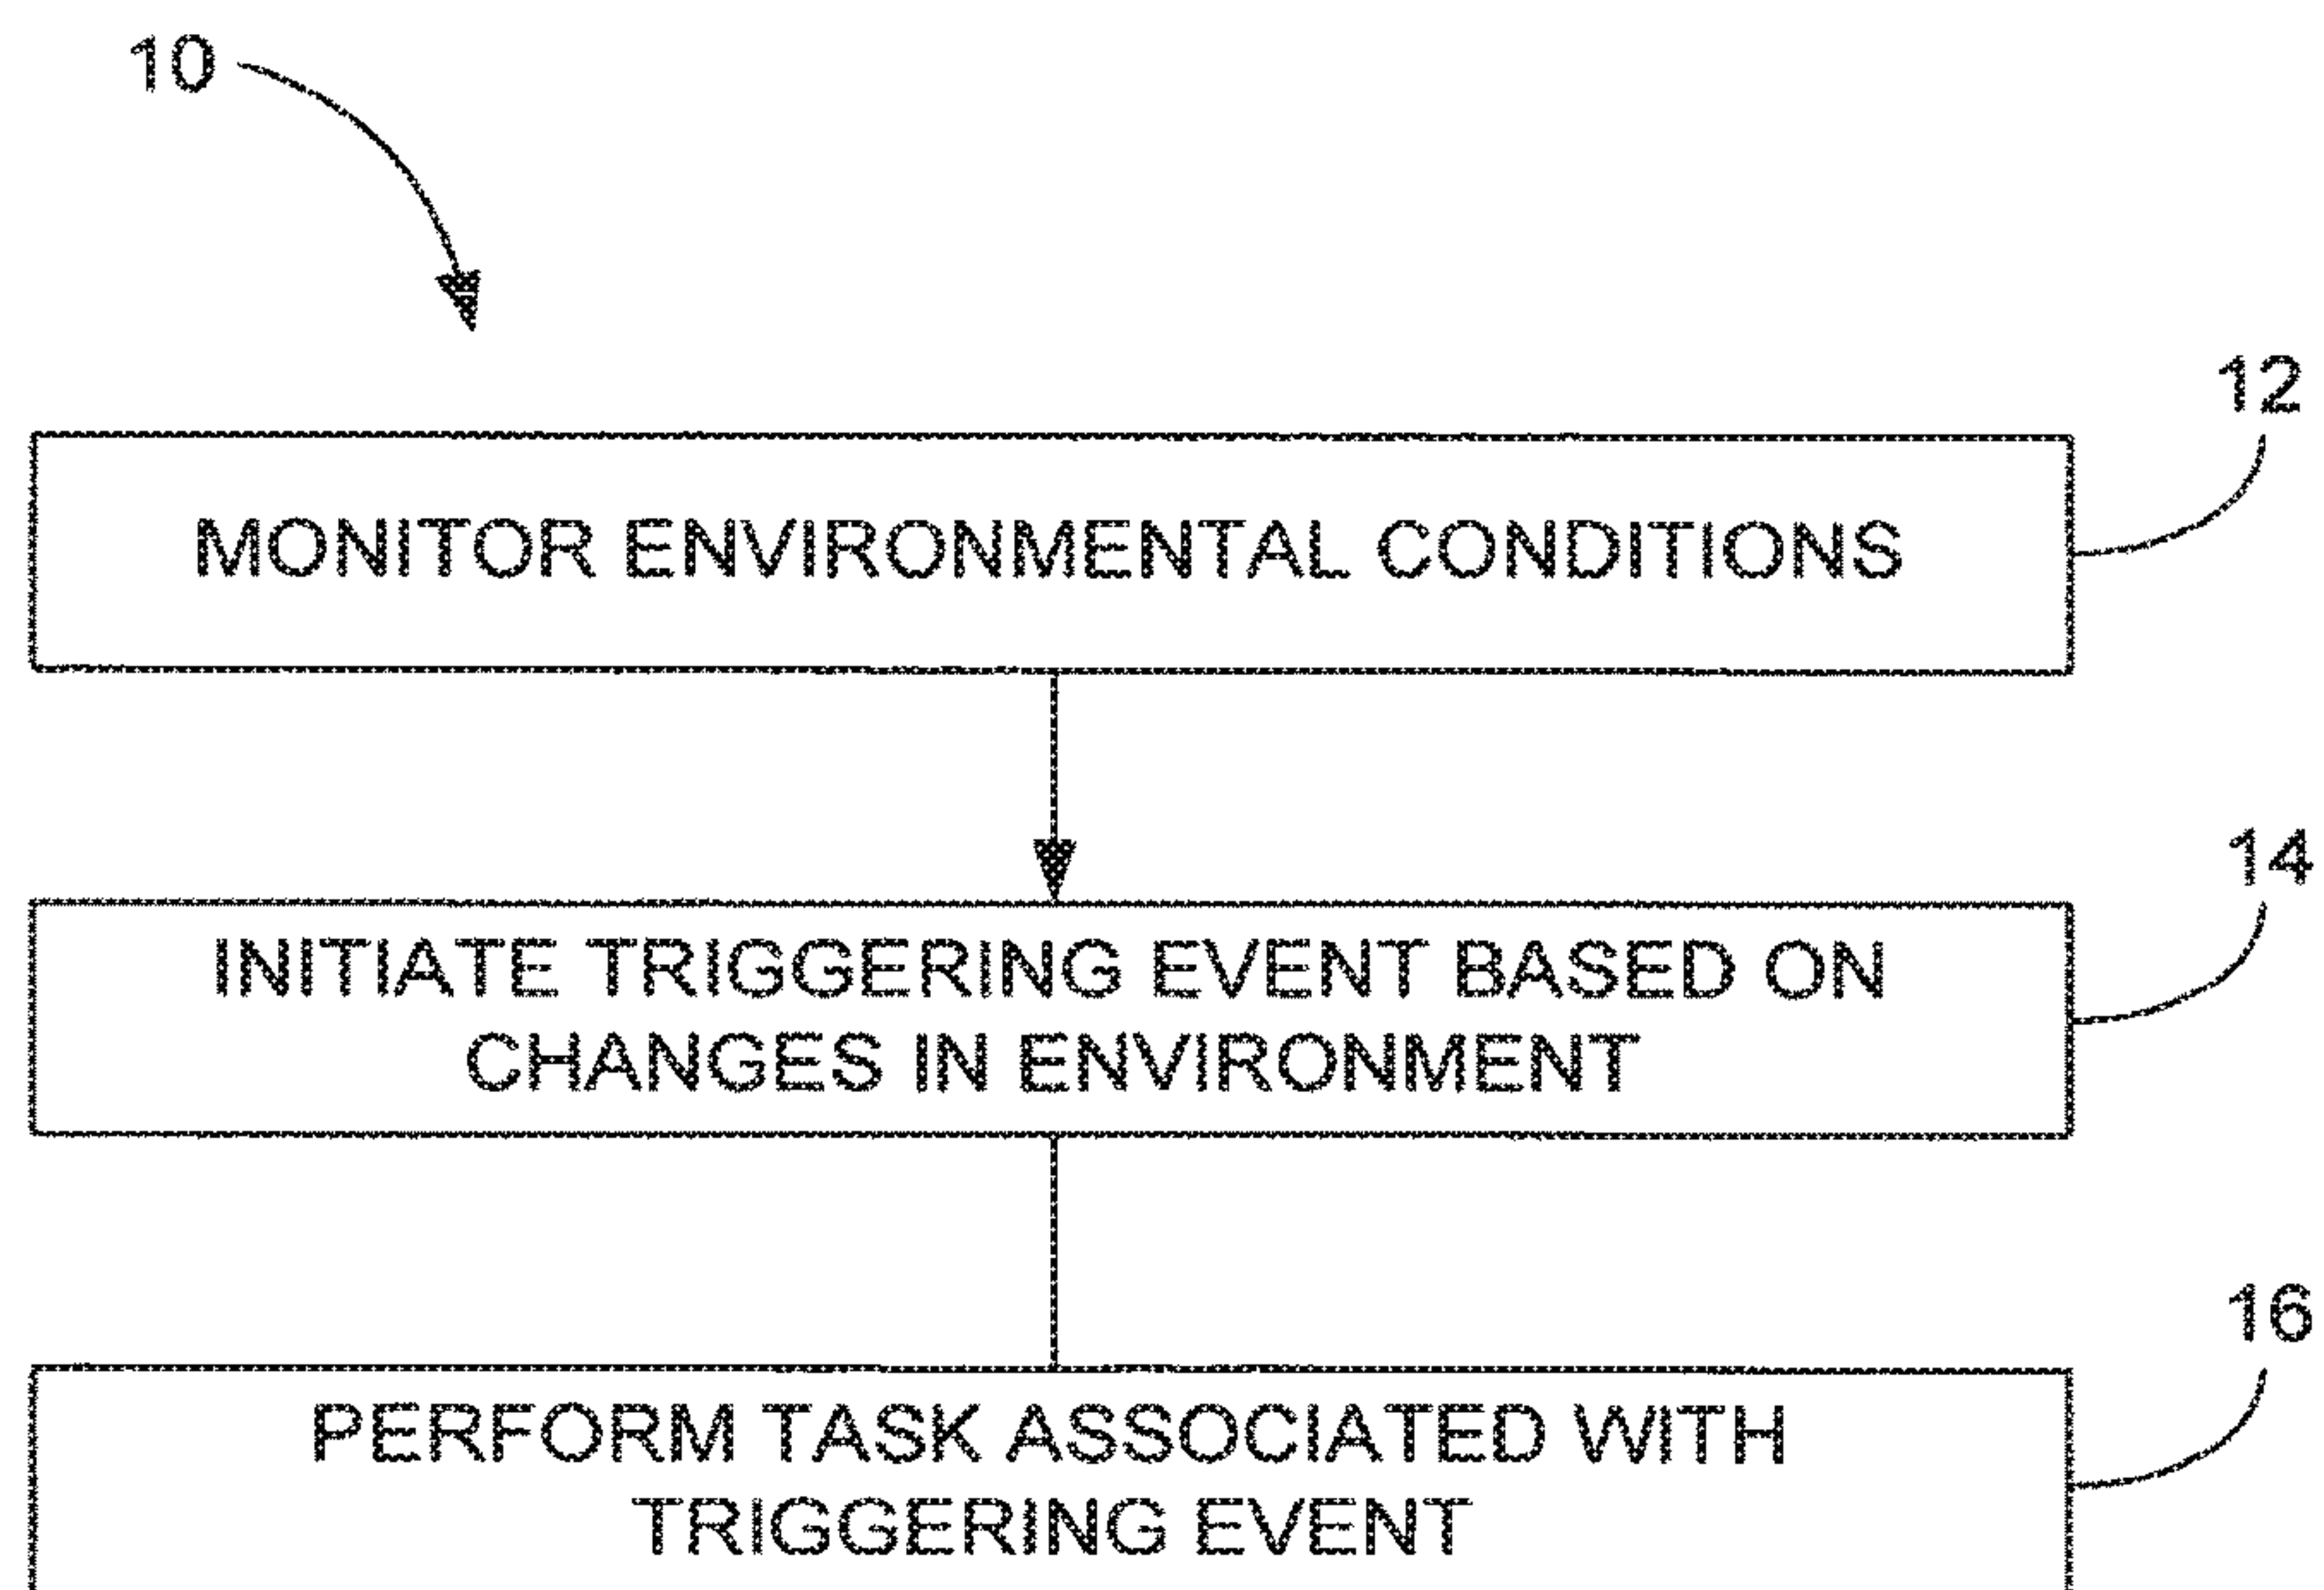 10
12
MONITOR ENVIRONMENTAL CONDITIONS
14
INITIATE TRIGGERING EVENT BASED ON
CHANGES IN ENVIRONMENT
16
PERFORM TASK ASSOCIATED WITH
TRIGGERING EVENT